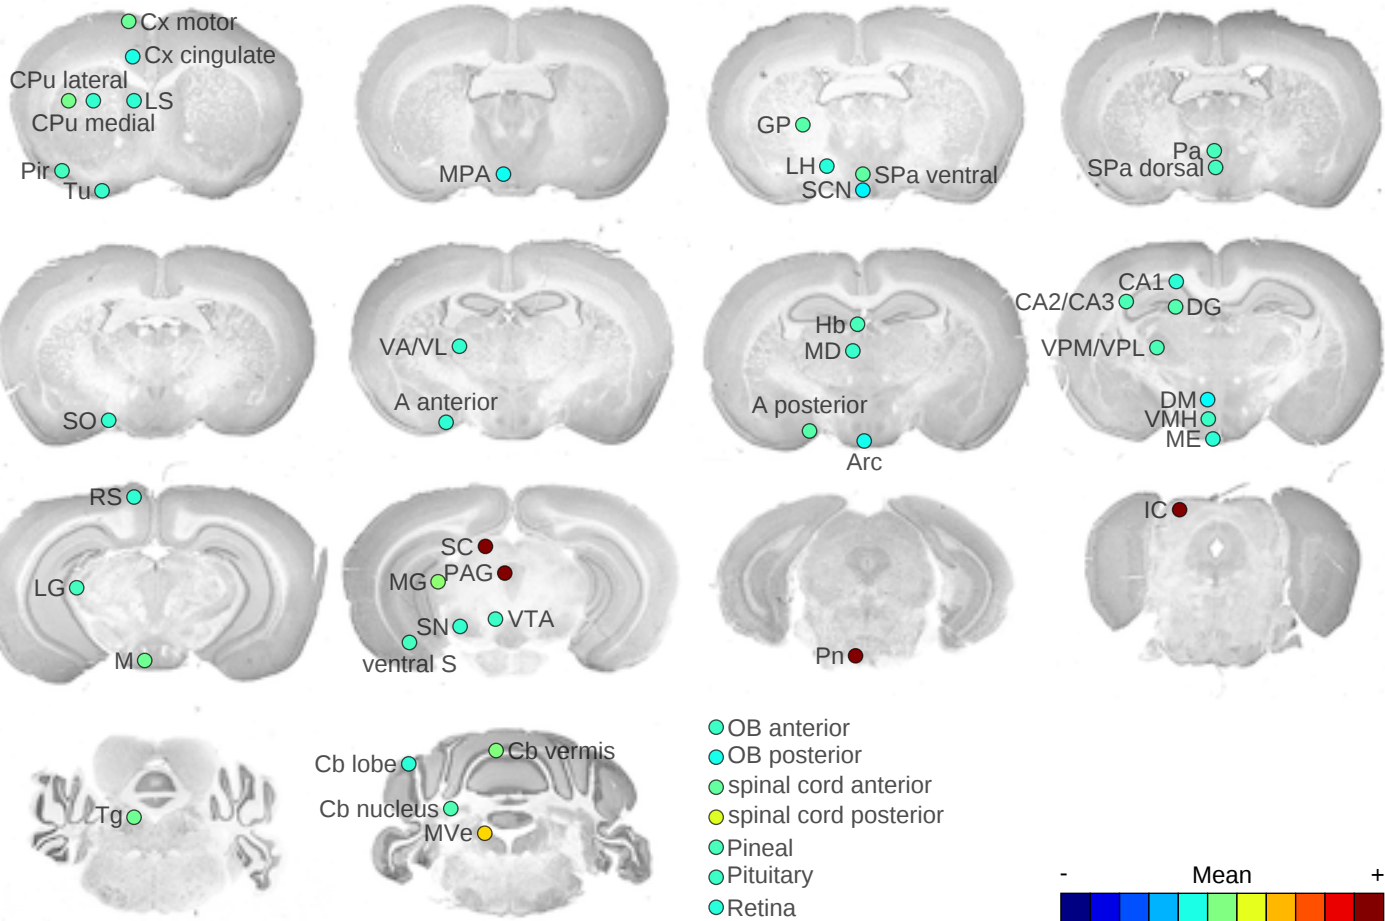 Cx motor
Cx cingulate
CPu lateral
LS
CPu medial
Pir
Tu
MPA
GP
LH
SPa ventral
SCN
Pa
SPa dorsal
SO
VA/VL
A anterior
Hb
MD
A posterior
Arc
CA1
CA2/CA3
DG
VPM/VPL
DM
VMH
ME
RS
LG
M
SC
PAG
MG
SN
VTA
ventral S
Pn
IC
Tg
Cb lobe
Cb vermis
Cb nucleus
MVe
OB anterior
OB posterior
spinal cord anterior
spinal cord posterior
Pineal
Pituitary
Retina
- Mean +